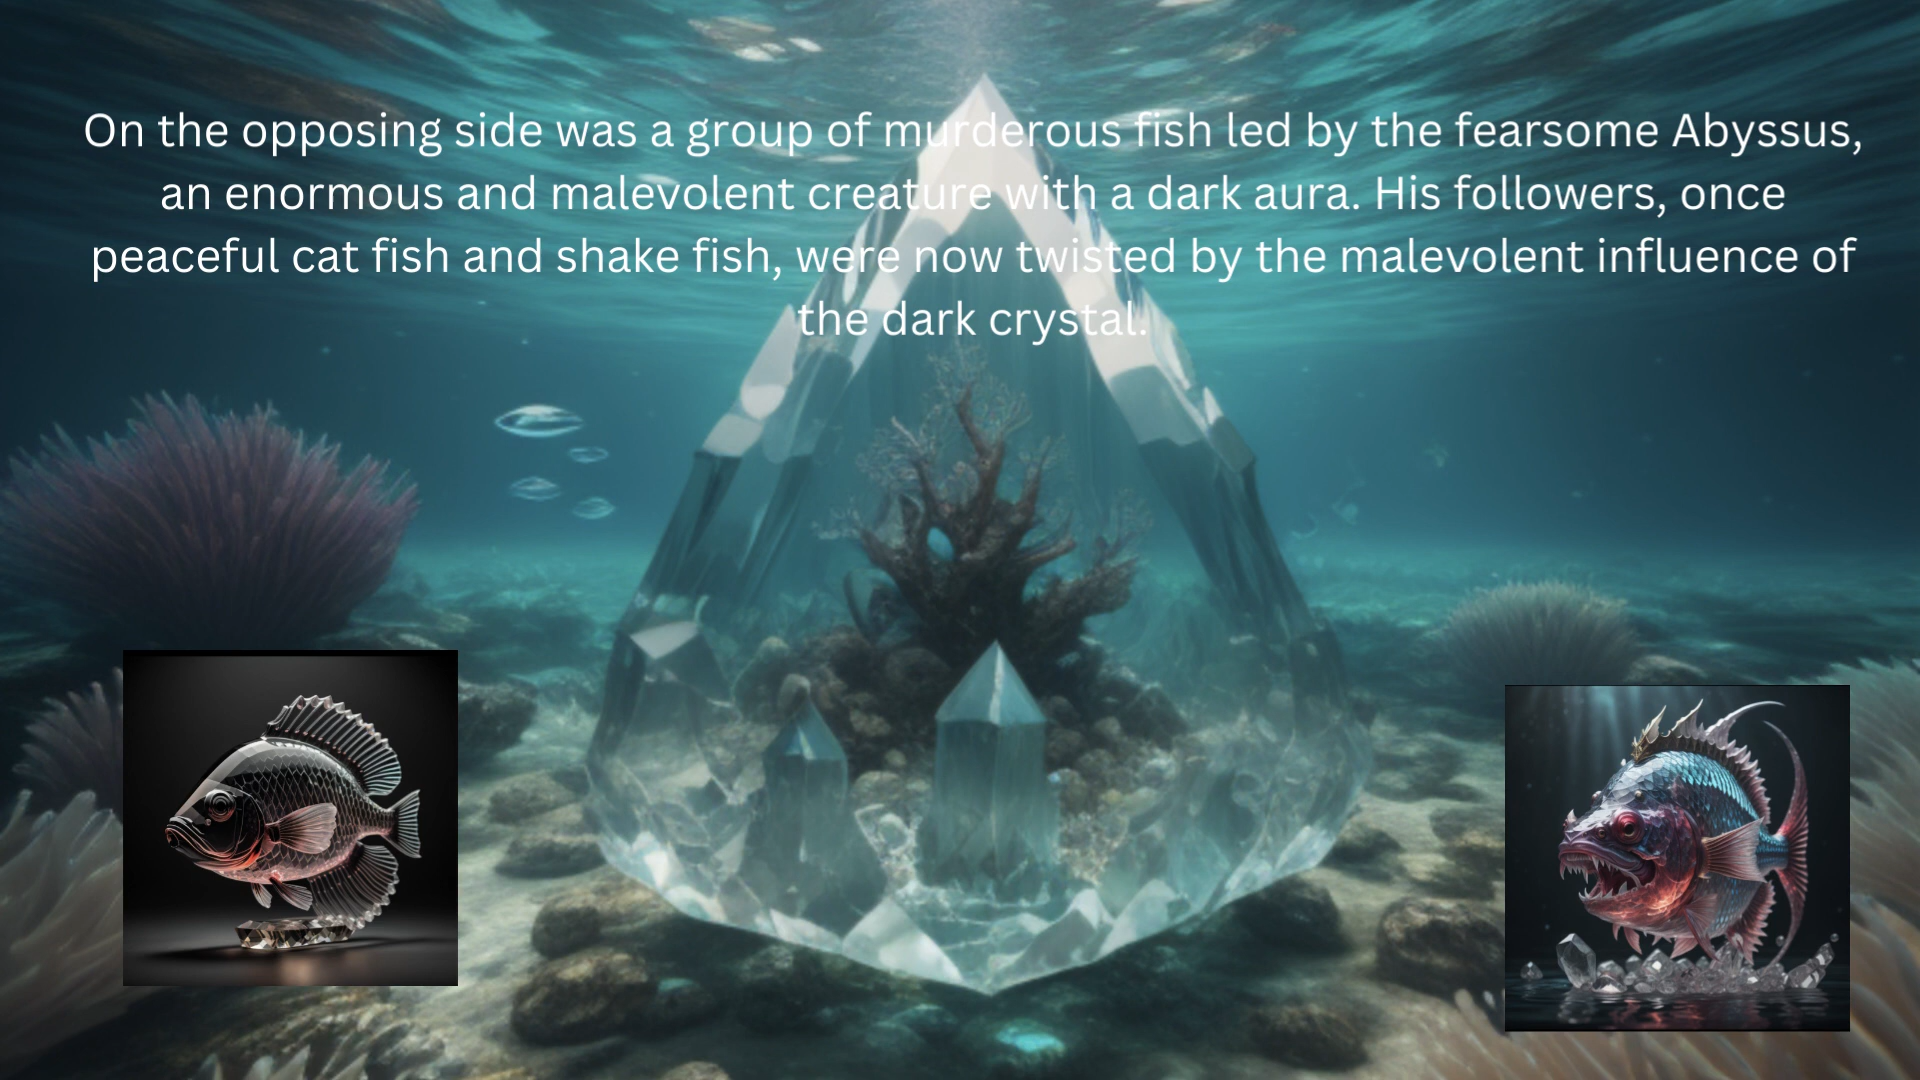 On the opposing side was a group of murderous fish led by the fearsome Abyssus,
an enormous and malevolent creature with a dark aura. His followers, once
peaceful cat fish and shake fish, were now twisted by the malevolent influence of
the dark crystal.